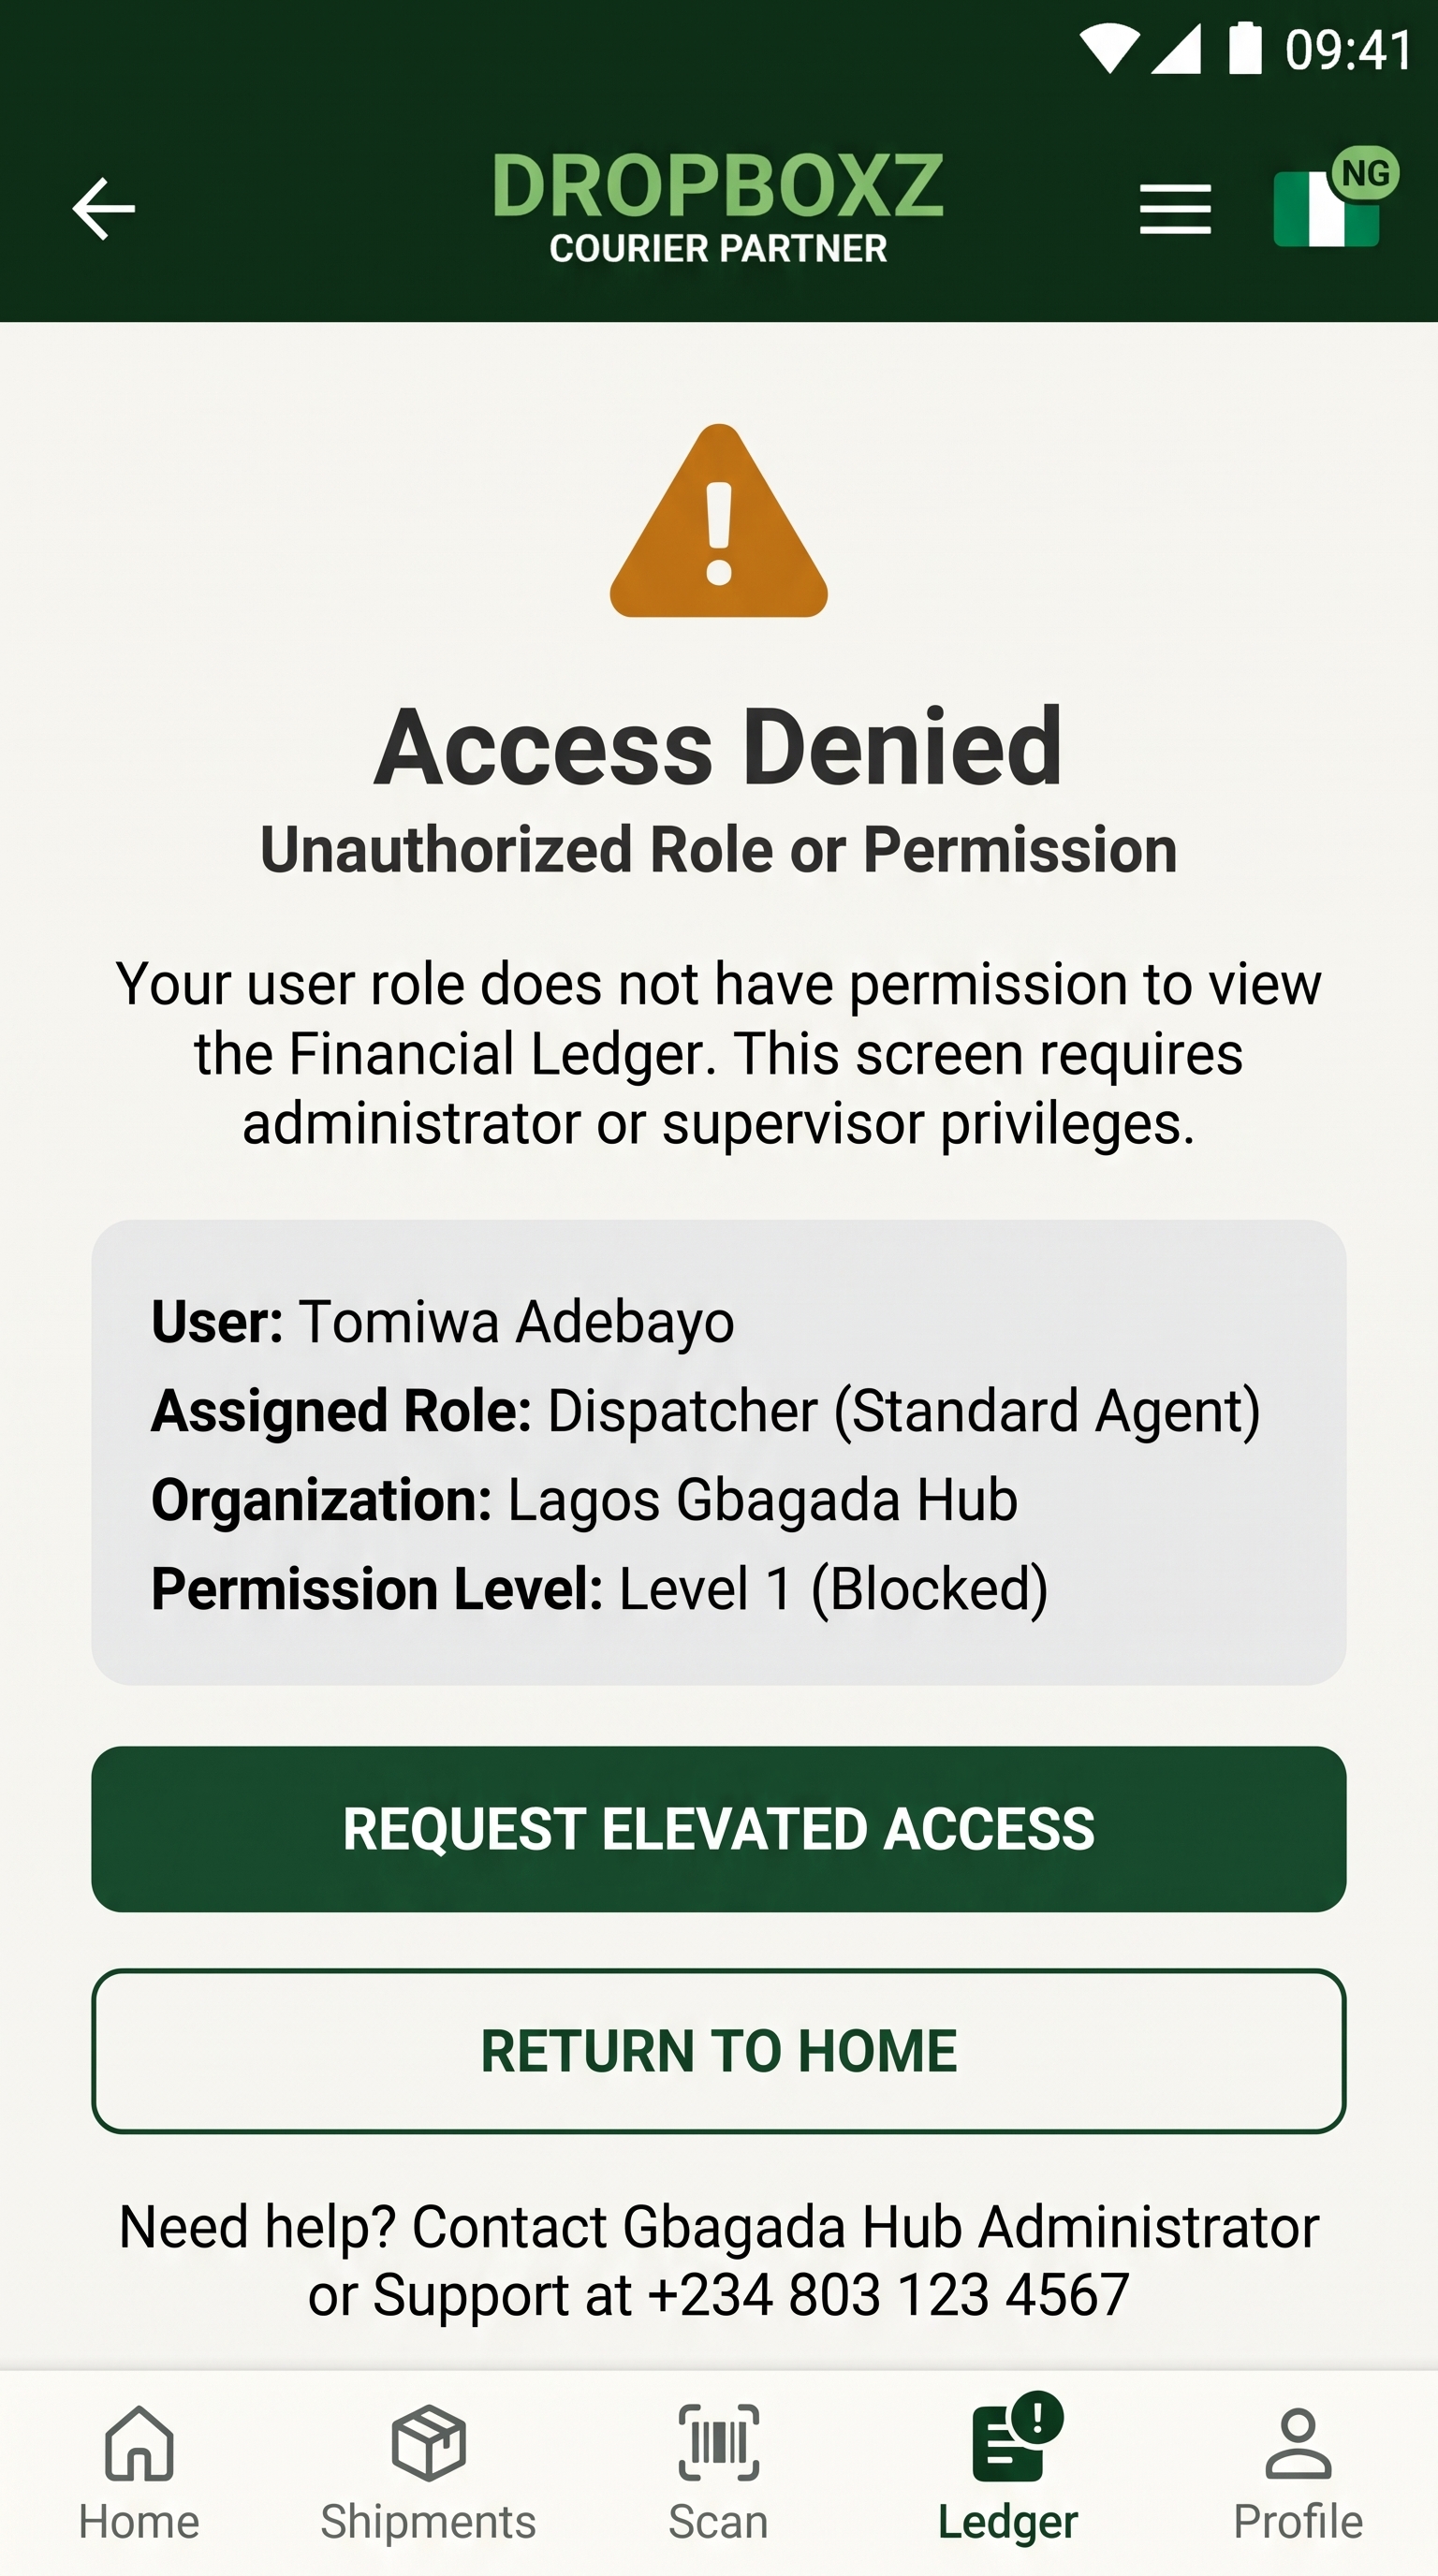 09:41
DROPBOXZ
COURIER PARTNER
NG
Access Denied
Unauthorized Role or Permission
Your user role does not have permission to view
the Financial Ledger. This screen requires
administrator or supervisor privileges.
User: Tomiwa Adebayo
Assigned Role: Dispatcher (Standard Agent)
Organization: Lagos Gbagada Hub
Permission Level: Level 1 (Blocked)
REQUEST ELEVATED ACCESS
RETURN TO HOME
Need help? Contact Gbagada Hub Administrator
or Support at +234 803 123 4567
Home Shipments Scan Ledger Profile